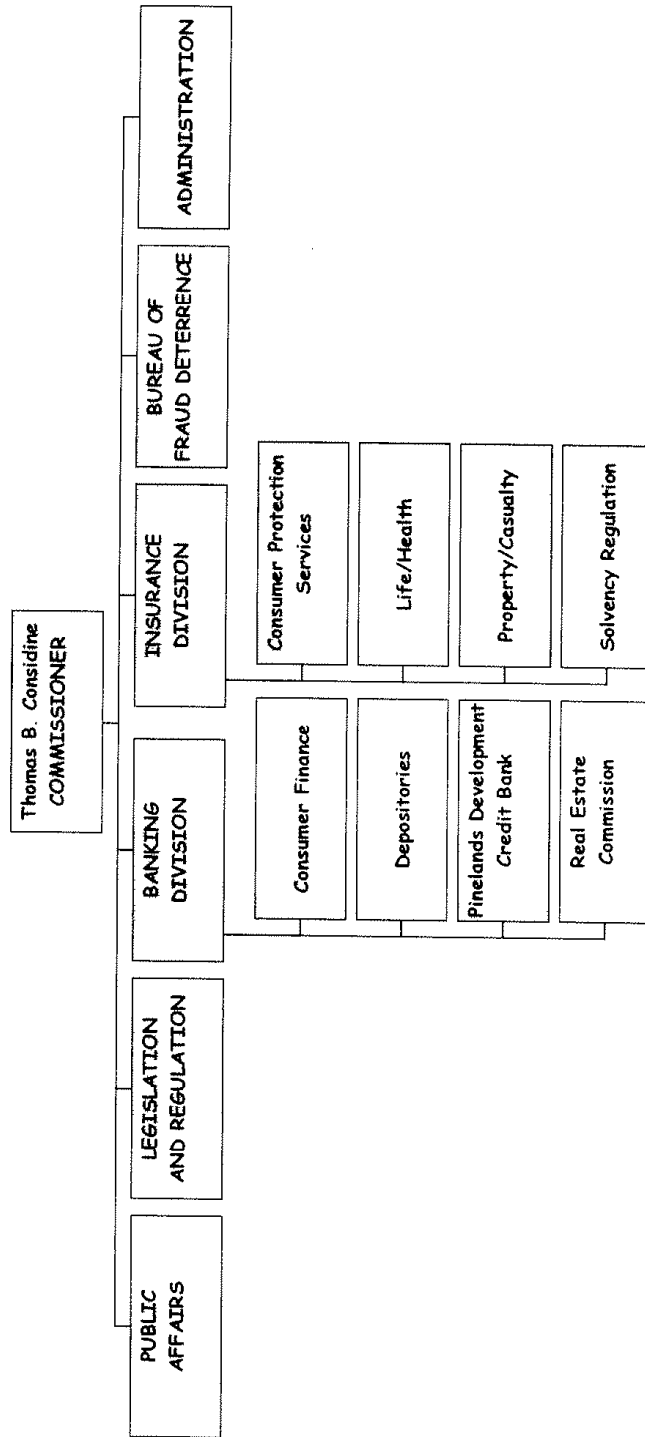 Thomas B. Considine
COMMISSIONER
PUBLIC
AFFAIRS
LEGISLATION
AND REGULATION
BANKING
DIVISION
INSURANCE
DIVISION
BUREAU OF
FRAUD DETERRENCE
ADMINISTRATION
Consumer Finance
Depositories
Pinelands Development
Credit Bank
Real Estate
Commission
Consumer Protection
Services
Life/Health
Property/Casualty
Solvency Regulation